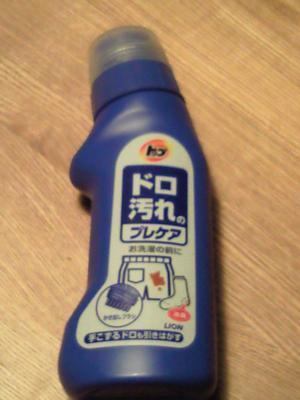 トップ
ドロ
汚れの
プレケア
お洗濯の前に
かき出しブラシ
LION
手ごするドロも引きはがす